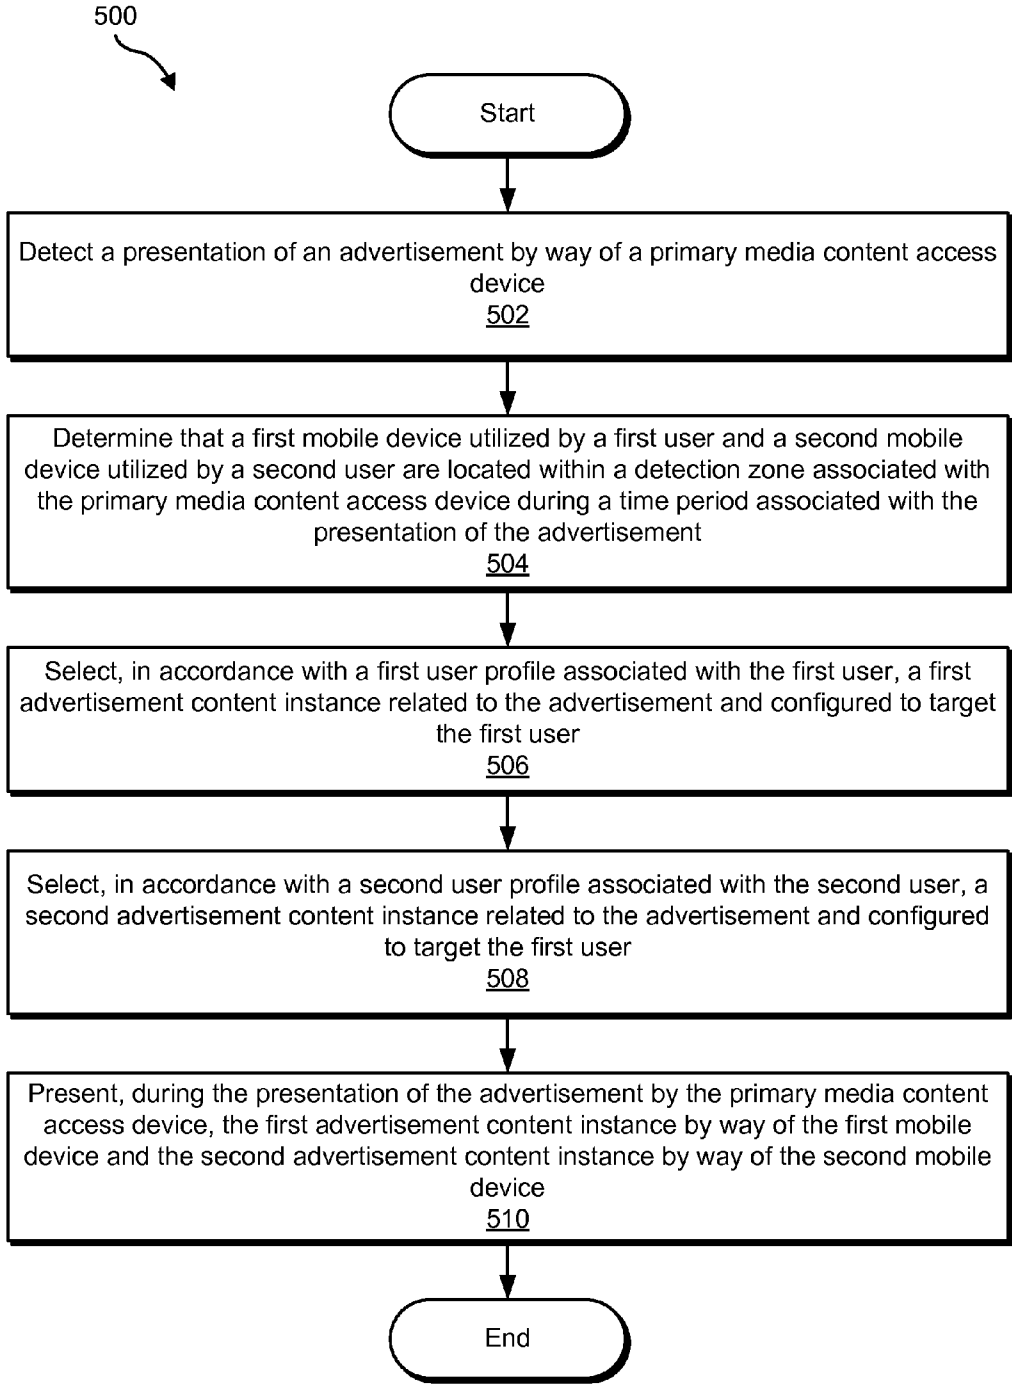 500
Start
Detect a presentation of an advertisement by way of a primary media content access
device
502
Determine that a first mobile device utilized by a first user and a second mobile
device utilized by a second user are located within a detection zone associated with
the primary media content access device during a time period associated with the
presentation of the advertisement
504
Select, in accordance with a first user profile associated with the first user, a first
advertisement content instance related to the advertisement and configured to target
the first user
506
Select, in accordance with a second user profile associated with the second user, a
second advertisement content instance related to the advertisement and configured
to target the first user
508
Present, during the presentation of the advertisement by the primary media content
access device, the first advertisement content instance by way of the first mobile
device and the second advertisement content instance by way of the second mobile
device
510
End